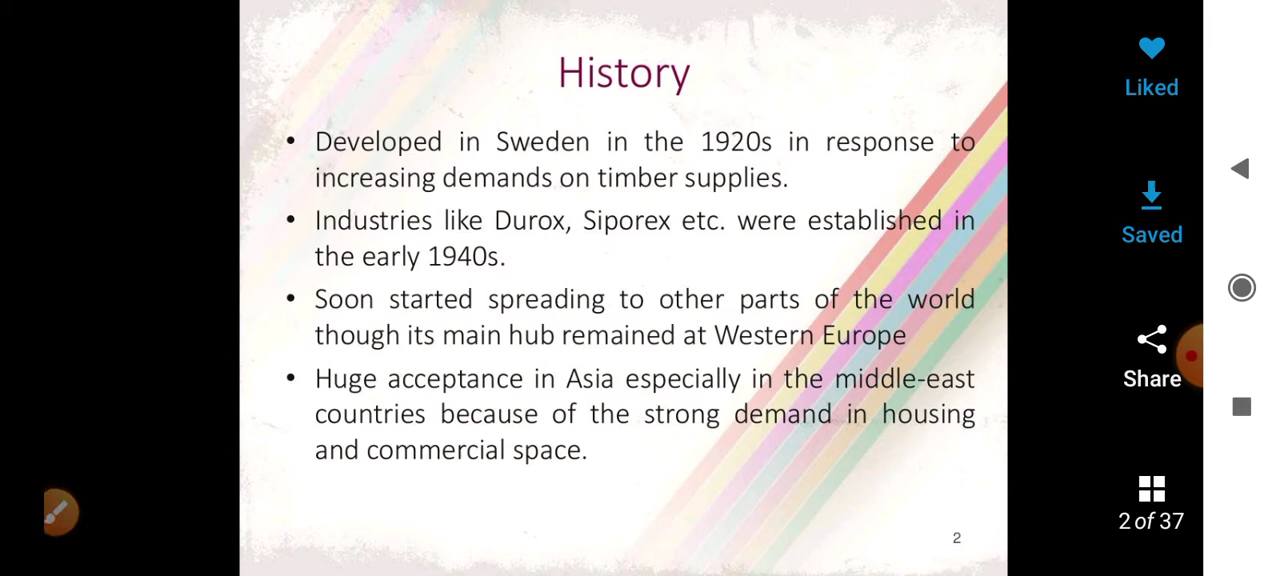 History
• Developed in Sweden in the 1920s in response to
increasing demands on timber supplies.
• Industries like Durox, Siporex etc. were established in
the early 1940s.
• Soon started spreading to other parts of the world
though its main hub remained at Western Europe
• Huge acceptance in Asia especially in the middle-east
countries because of the strong demand in housing
and commercial space.
2
Liked
Saved
Share
2 of 37